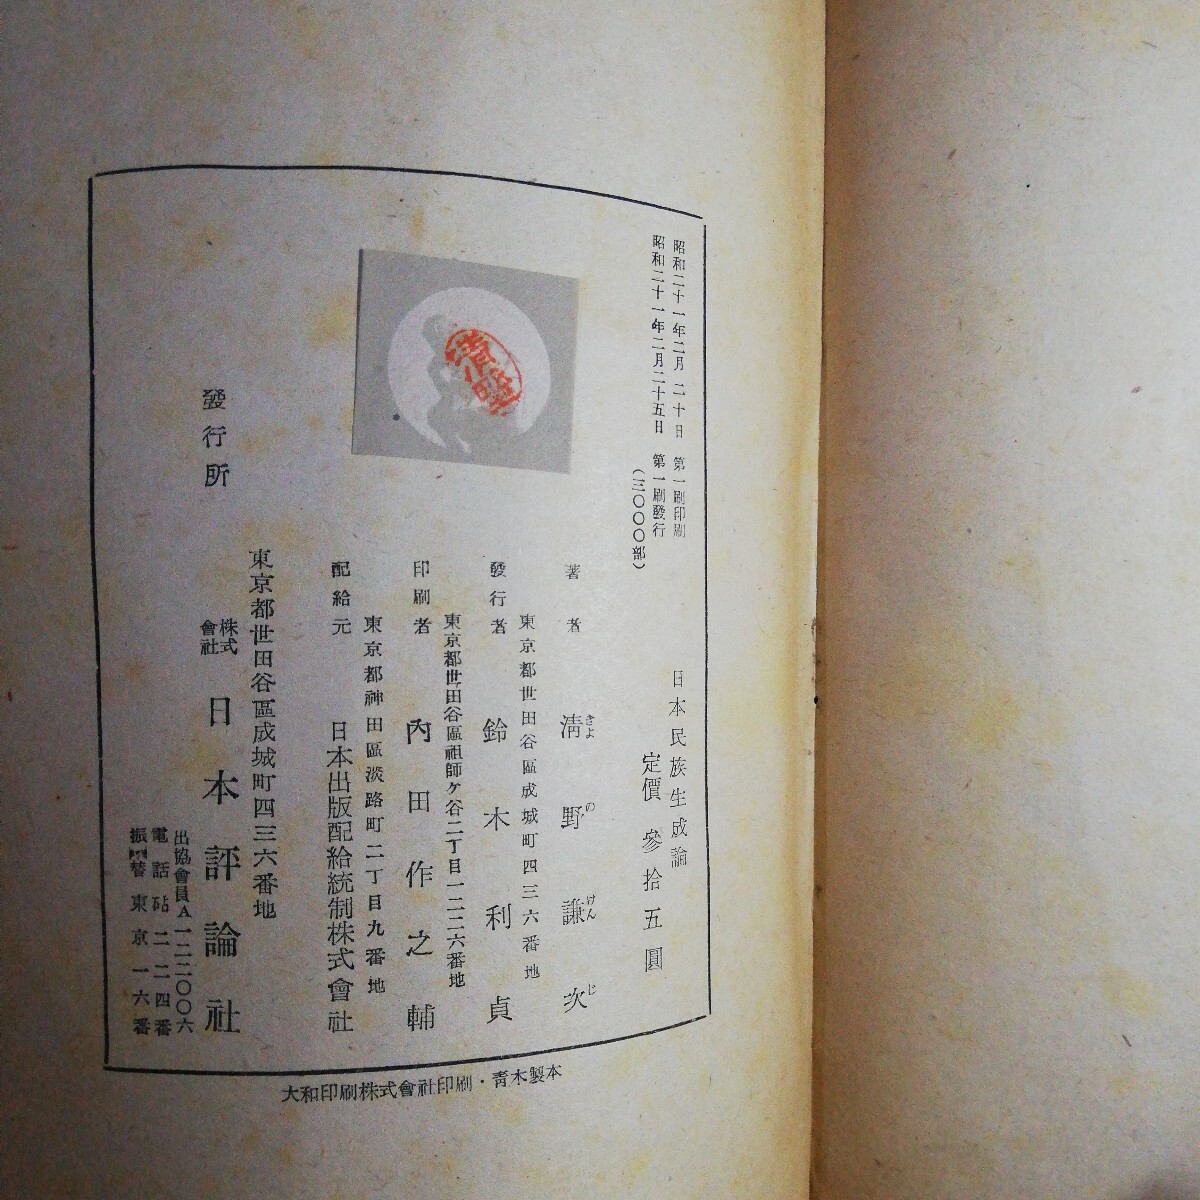 昭和二十一年二月 二十日 第一刷印刷
昭和二十一年二月二十五日 第一刷發行
(三〇〇〇部)
日本民族生成論
定價 參拾五圓
著者 淸野謙次
きよ の けん じ
東京都世田谷區成城町四三六番地
發行者 鈴木利貞
東京都世田谷區祖師ヶ谷二丁目一二二六番地
印刷者 內田作之輔
東京都神田區淡路町二丁目九番地
配給元 日本出版配給統制株式會社
東京都世田谷區成城町四三六番地
發行所 株式會社 日本評論社
出協會員A一二二〇〇六
電話砧二二四番
振替東京一六番
清野
大和印刷株式會社印刷・靑木製本